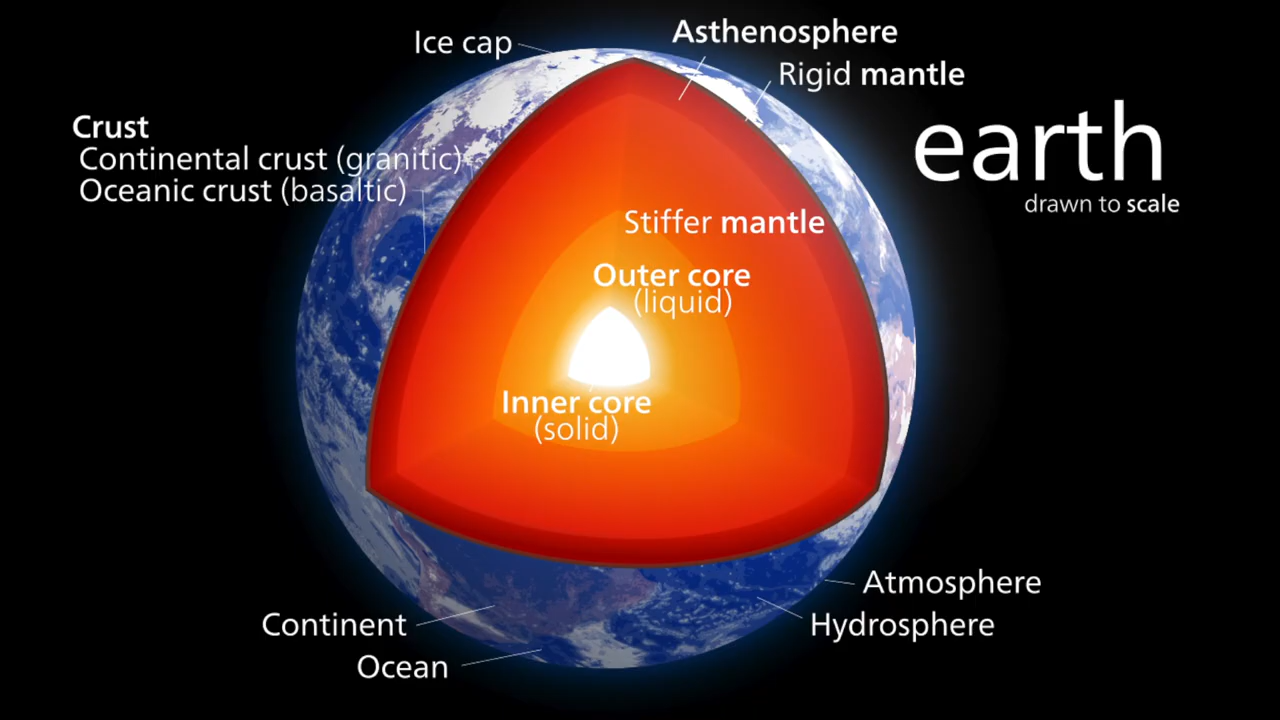 Ice cap
Asthenosphere
Rigid mantle
earth
drawn to scale
Crust
Continental crust (granitic)
Oceanic crust (basaltic)
Stiffer mantle
Outer core
(liquid)
Inner core
(solid)
Atmosphere
Hydrosphere
Continent
Ocean